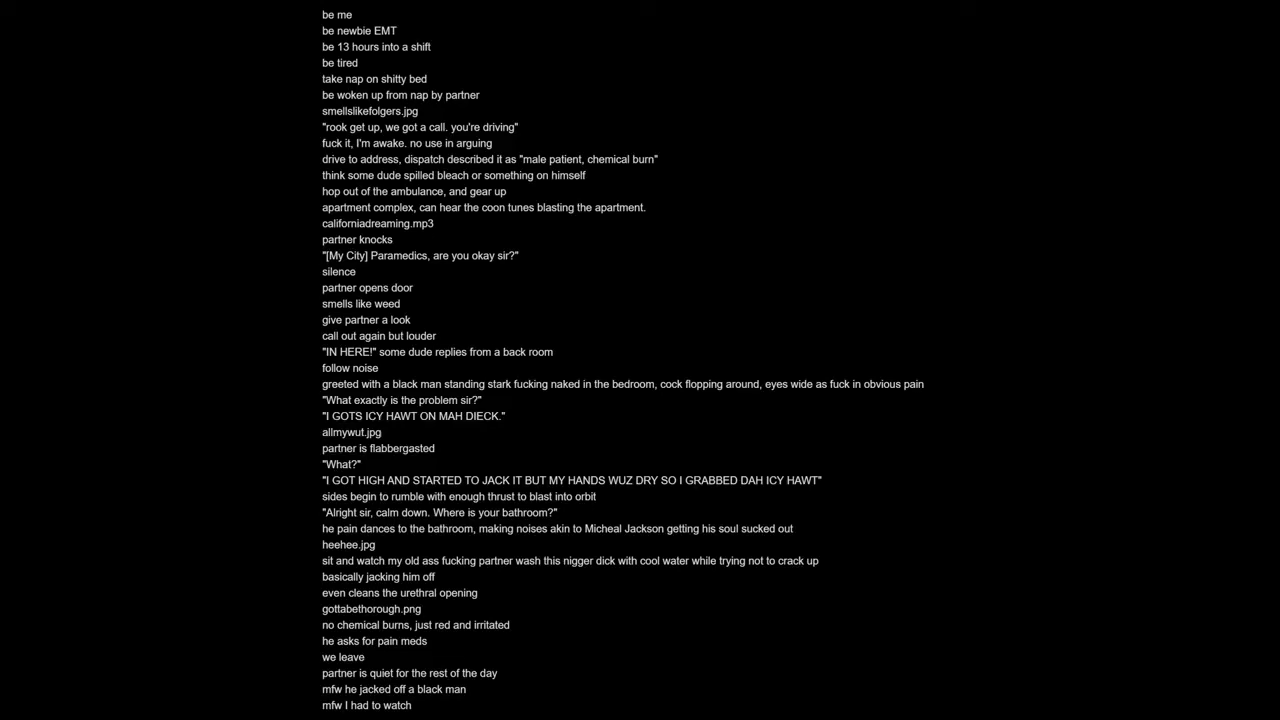 be me
be newbie EMT
be 13 hours into a shift
be tired
take nap on shitty bed
be woken up from nap by partner
smellslikefolgers.jpg
"rook get up, we got a call. you're driving"
fuck it, I'm awake. no use in arguing
drive to address, dispatch described it as "male patient, chemical burn"
think some dude spilled bleach or something on himself
hop out of the ambulance, and gear up
apartment complex, can hear the coon tunes blasting the apartment.
californiadreaming.mp3
partner knocks
"[My City] Paramedics, are you okay sir?"
silence
partner opens door
smells like weed
give partner a look
call out again but louder
"IN HERE!" some dude replies from a back room
follow noise
greeted with a black man standing stark fucking naked in the bedroom, cock flopping around, eyes wide as fuck in obvious pain
"What exactly is the problem sir?"
"I GOTS ICY HAWT ON MAH DIECK."
allmywut.jpg
partner is flabbergasted
"What?"
"I GOT HIGH AND STARTED TO JACK IT BUT MY HANDS WUZ DRY SO I GRABBED DAH ICY HAWT"
sides begin to rumble with enough thrust to blast into orbit
"Alright sir, calm down. Where is your bathroom?"
he pain dances to the bathroom, making noises akin to Micheal Jackson getting his soul sucked out
heehee.jpg
sit and watch my old ass fucking partner wash this nigger dick with cool water while trying not to crack up
basically jacking him off
even cleans the urethral opening
gottabethorough.png
no chemical burns, just red and irritated
he asks for pain meds
we leave
partner is quiet for the rest of the day
mfw he jacked off a black man
mfw I had to watch